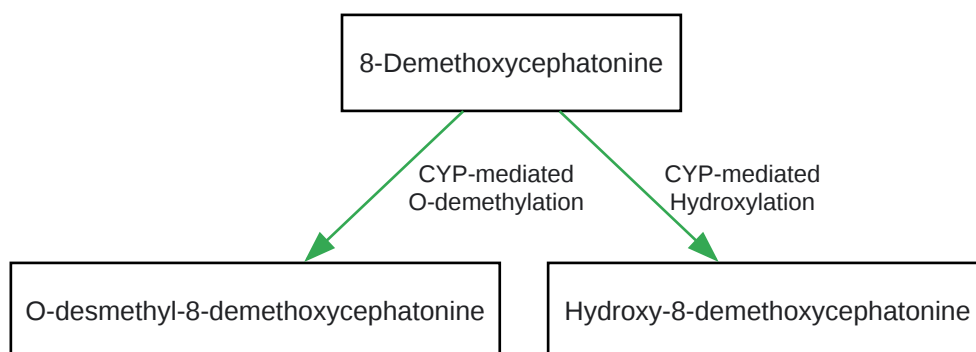 8-Demethoxycephatonine
CYP-mediated
O-demethylation
CYP-mediated
Hydroxylation
O-desmethyl-8-demethoxycephatonine
Hydroxy-8-demethoxycephatonine